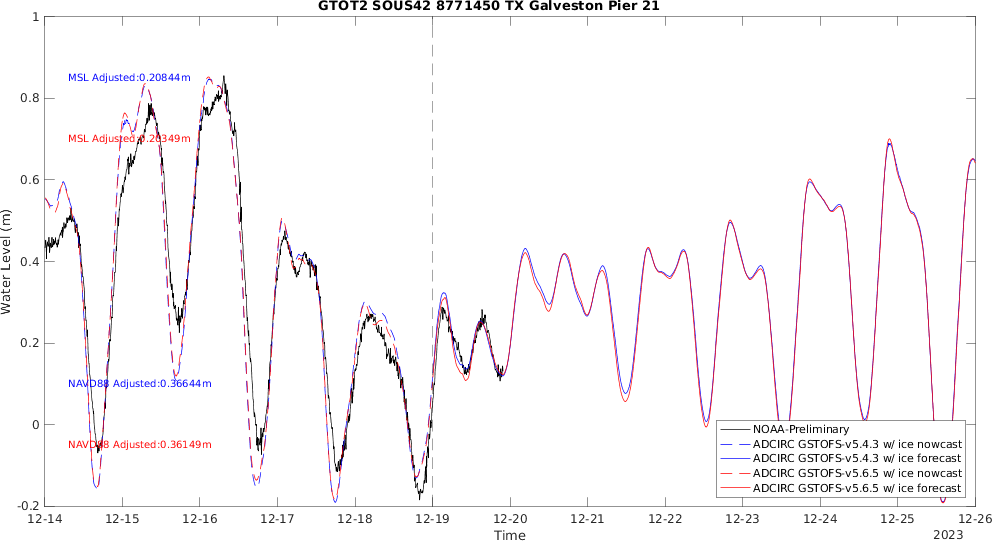 GTOT2 SOUS42 8771450 TX Galveston Pier 21
1
0.8
0.6
0.4
0.2
0
-0.2
Water Level (m)
MSL Adjusted:0.20844m
MSL Adjusted:0.20349m
NAVD88 Adjusted:0.36644m
NAVD88 Adjusted:0.36149m
NOAA-Preliminary
ADCIRC GSTOFS-v5.4.3 w/ ice nowcast
ADCIRC GSTOFS-v5.4.3 w/ ice forecast
ADCIRC GSTOFS-v5.6.5 w/ ice nowcast
ADCIRC GSTOFS-v5.6.5 w/ ice forecast
12-14 12-15 12-16 12-17 12-18 12-19 12-20 12-21 12-22 12-23 12-24 12-25 12-26
Time
2023